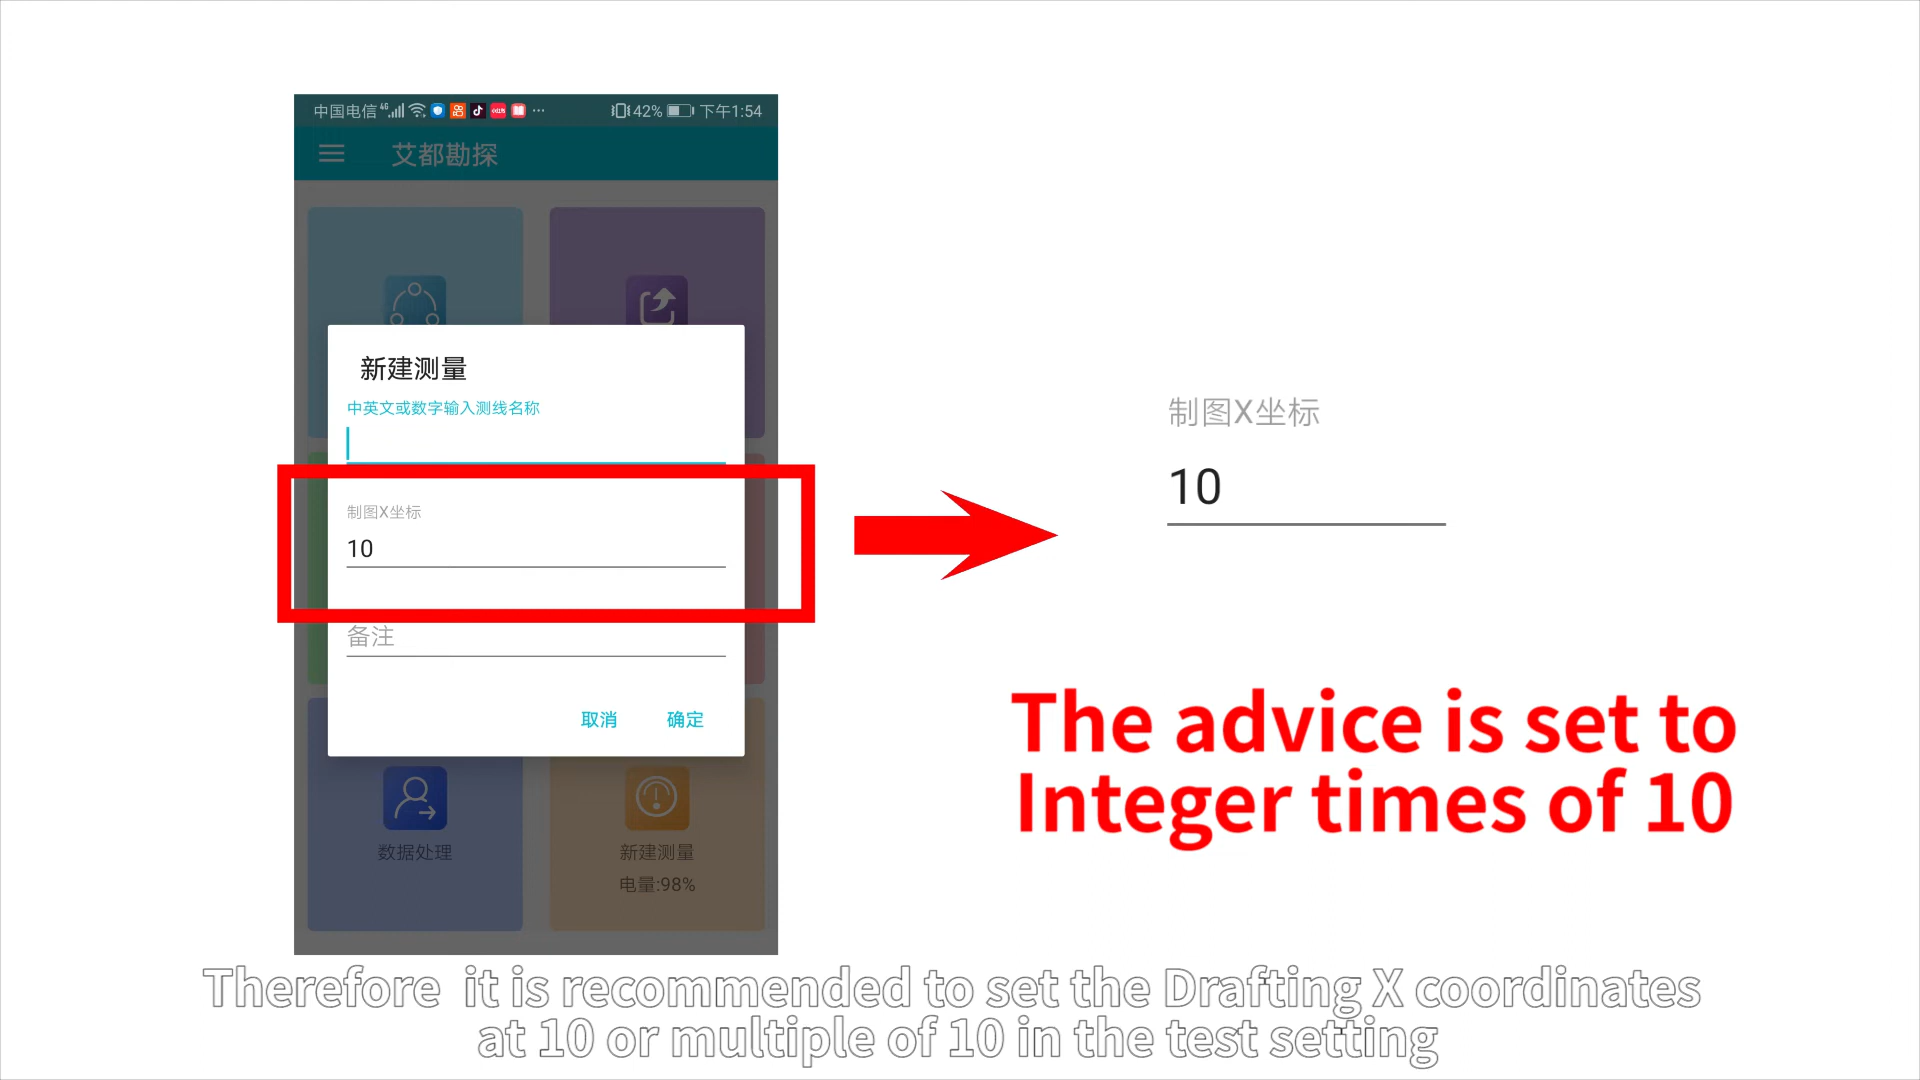 中国电信 4G 42% 下午1:54
艾都勘探
新建测量
中英文或数字输入测线名称
制图X坐标
10
备注
取消 确定
数据处理
新建测量
电量:98%
制图X坐标
10
The advice is set to
Integer times of 10
Therefore it is recommended to set the Drafting X coordinates
at 10 or multiple of 10 in the test setting